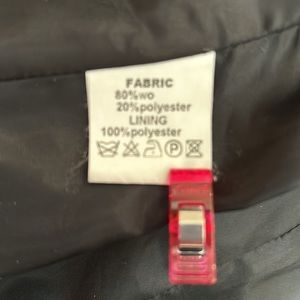 FABRIC
80%wo
20%polyester
LINING
100%polyester
P